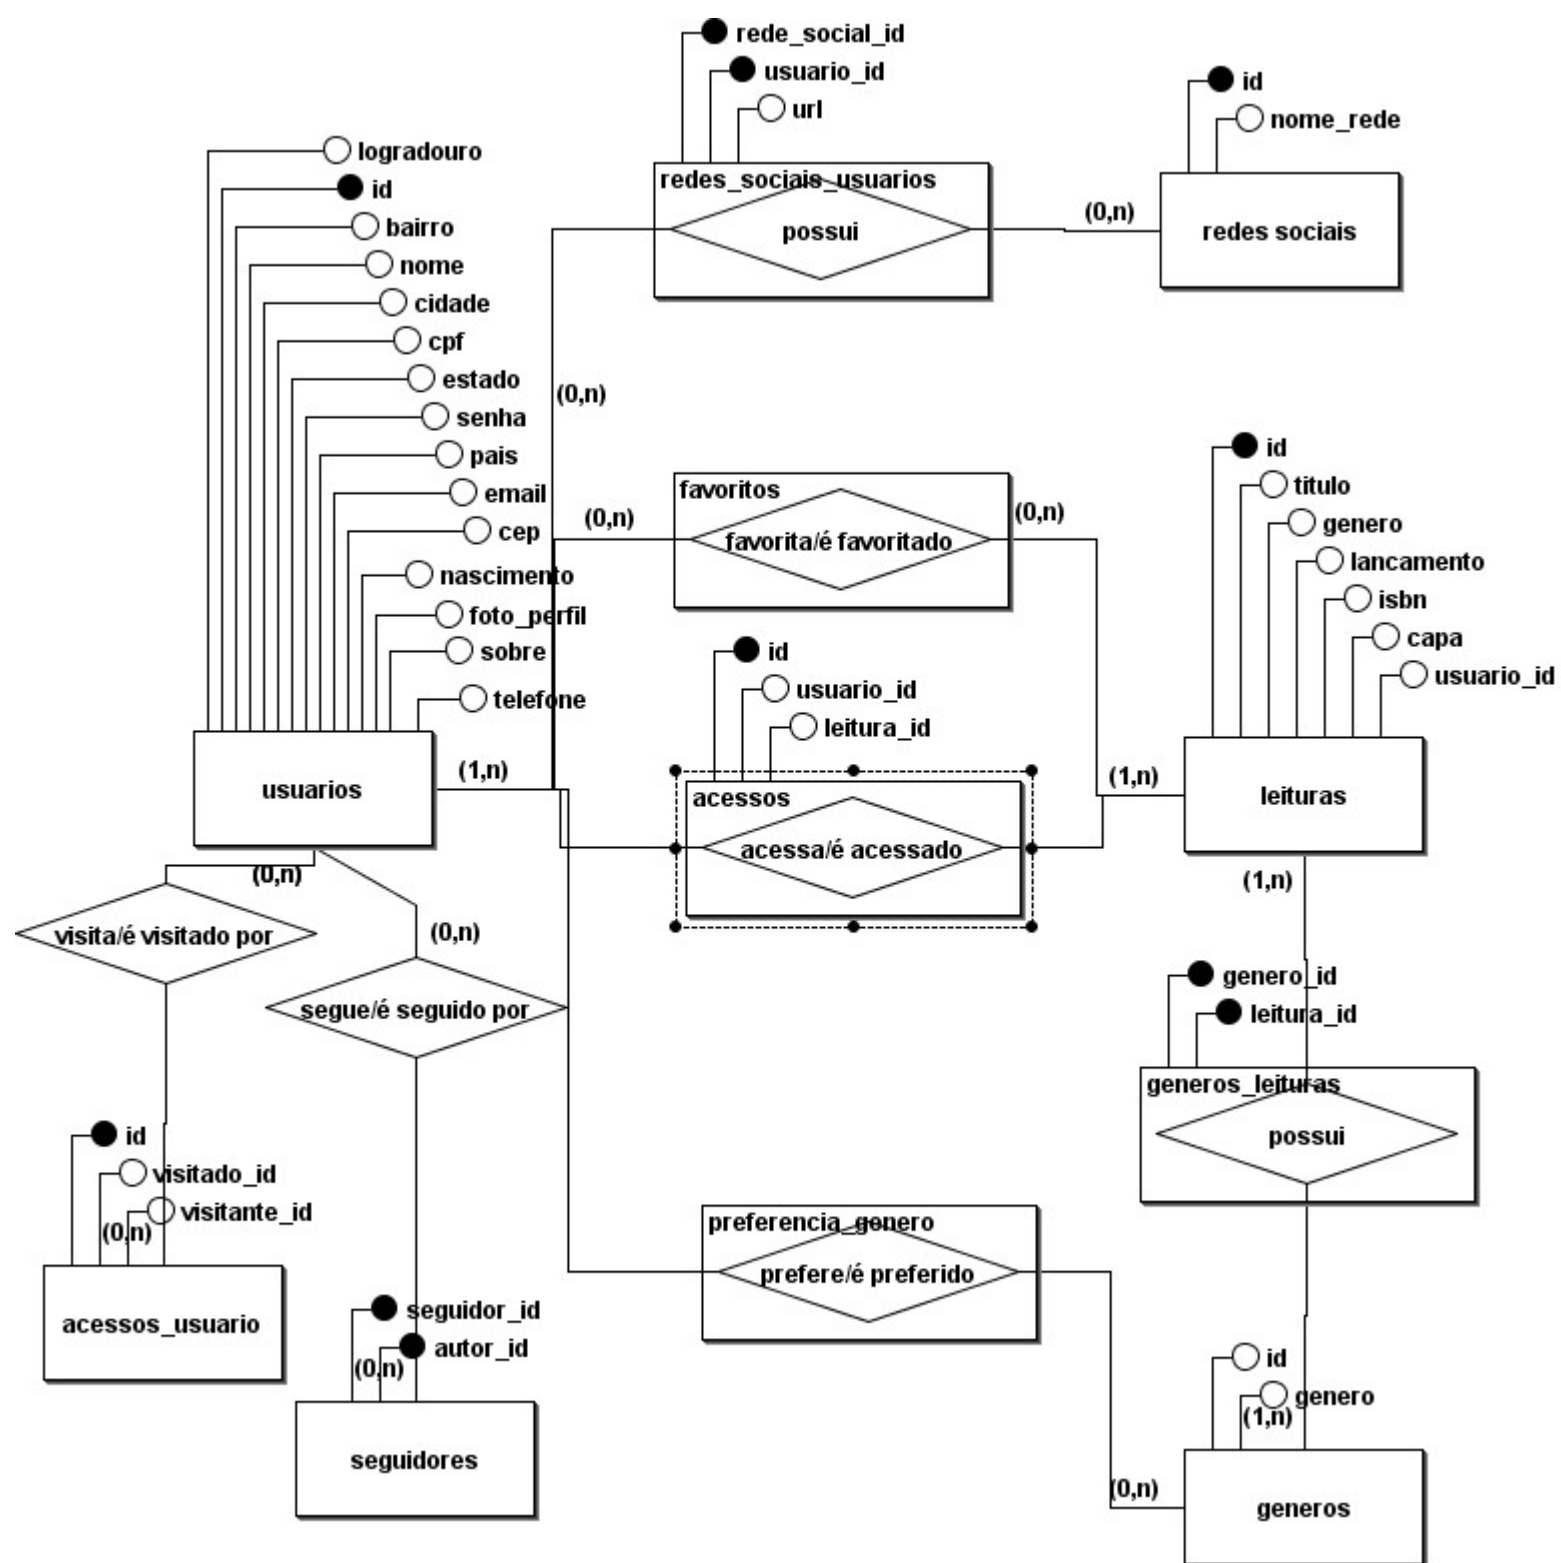 rede_social_id
usuario_id
url
id
nome_rede
redes_sociais_usuarios
possui
(0,n)
redes sociais
logradouro
id
bairro
nome
cidade
cpf
estado
senha
pais
email
cep
nascimento
foto_perfil
sobre
telefone
(0,n)
favoritos
(0,n)
(0,n)
favorita/é favoritado
id
titulo
genero
lancamento
isbn
capa
usuario_id
id
usuario_id
leitura_id
usuarios
(1,n)
acessos
acessa/é acessado
(1,n)
leituras
(0,n)
visita/é visitado por
(0,n)
segue/é seguido por
(1,n)
genero_id
leitura_id
generos_leituras
possui
id
visitado_id
visitante_id
(0,n)
acessos_usuario
seguidor_id
autor_id
(0,n)
seguidores
preferencia_genero
prefere/é preferido
id
genero
(1,n)
(0,n)
generos